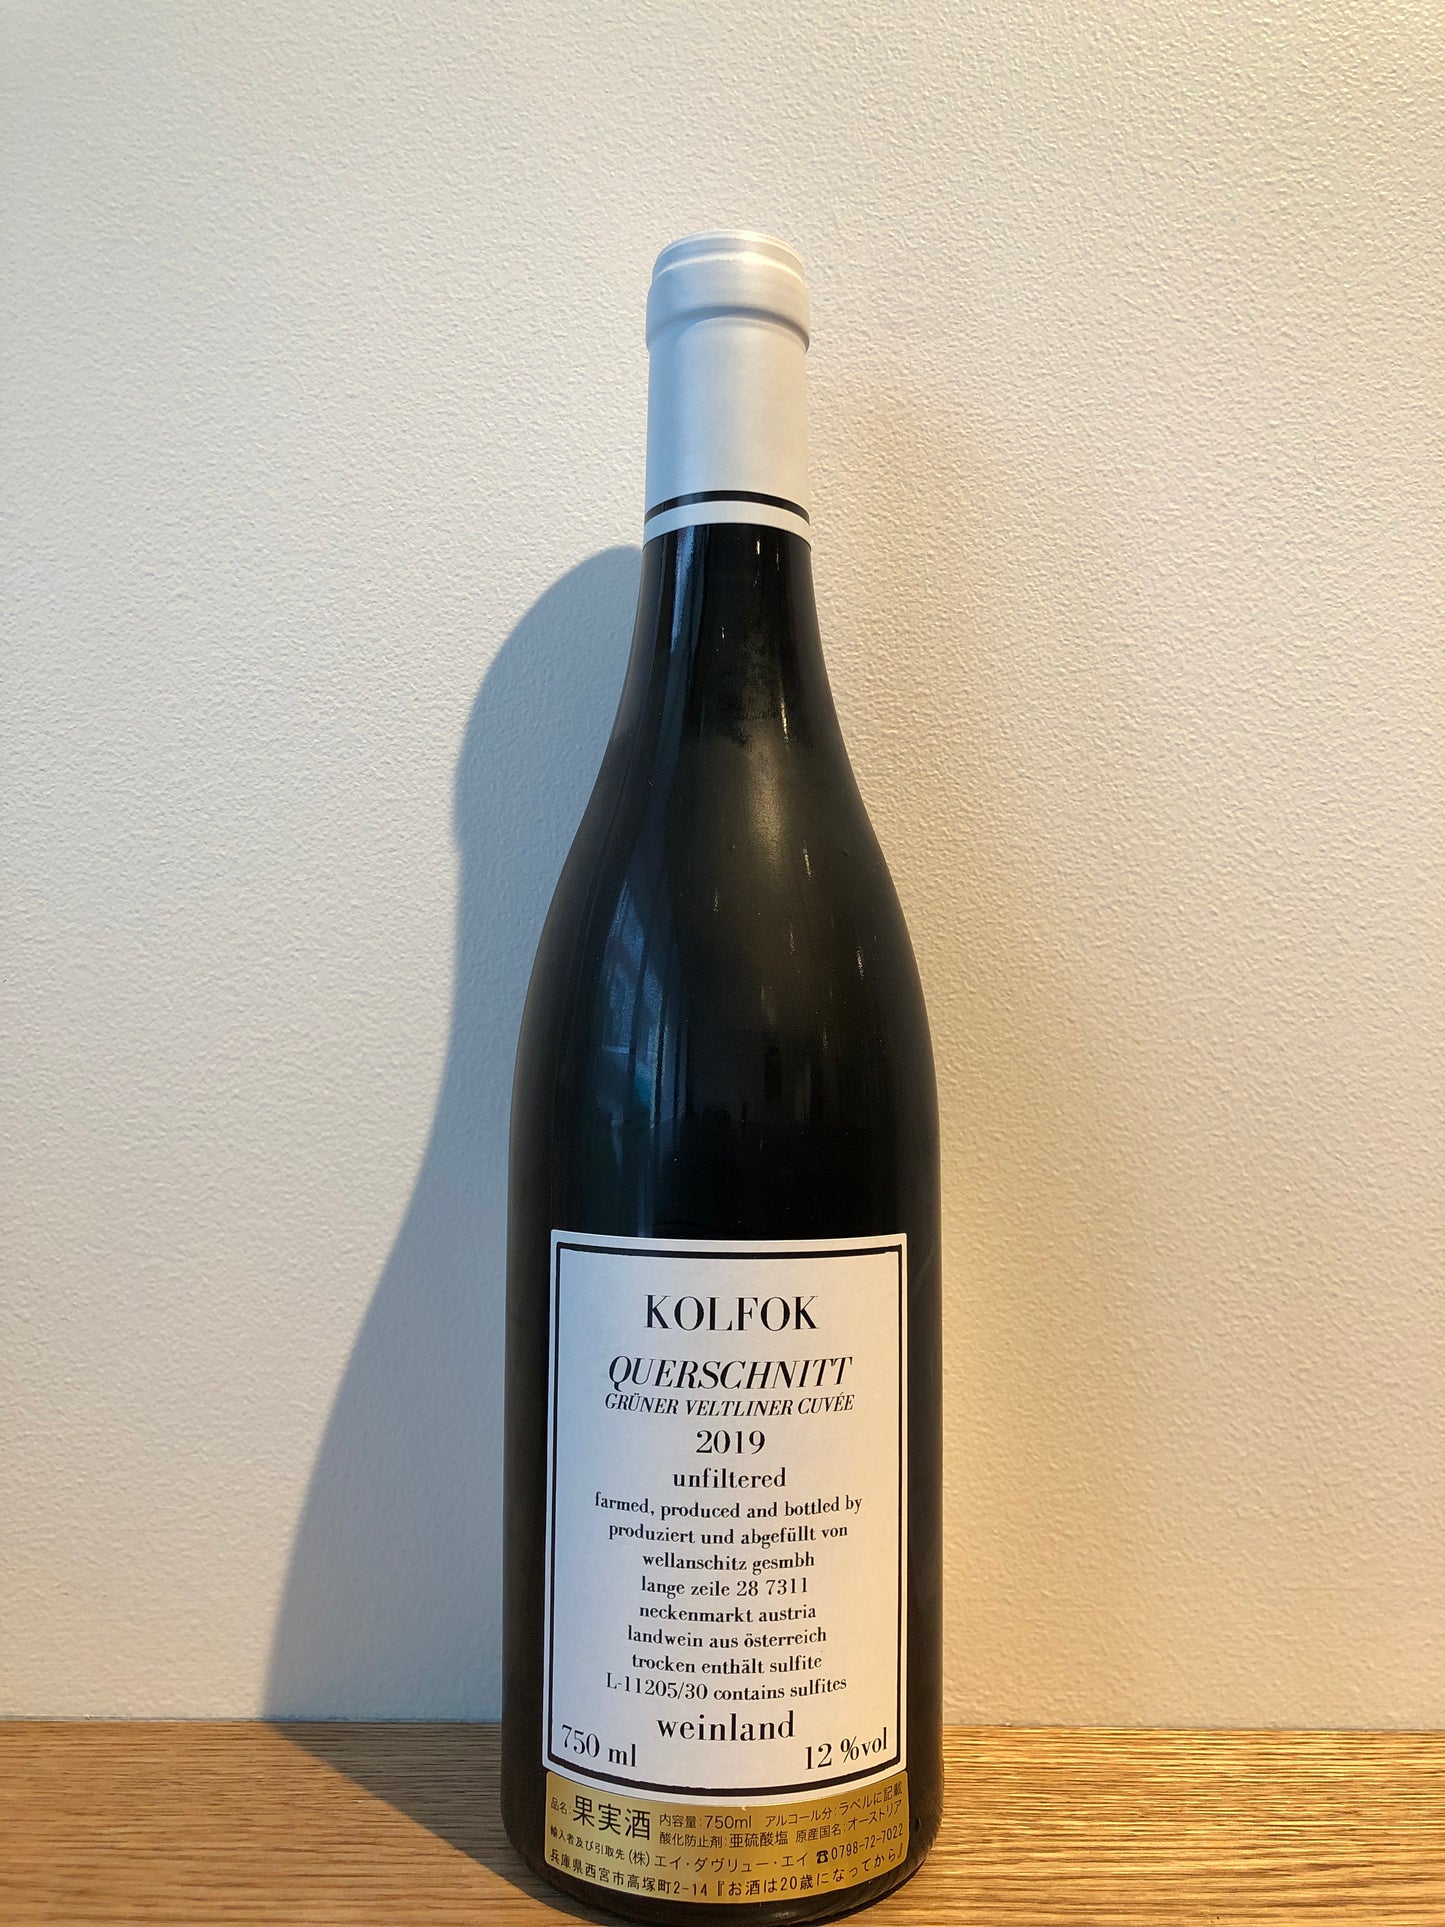 KOLFOK
QUERSCHNITT
GRÜNER VELTLINER CUVÉE
2019
unfiltered
farmed, produced and bottled by
produziert und abgefüllt von
wellanschitz gesmbh
lange zeile 28 7311
neckenmarkt austria
landwein aus österreich
trocken enthält sulfite
L-11205/30 contains sulfites
weinland
750 ml 12 %vol
品名:果実酒 内容量:750ml アルコール分:ラベルに記載
酸化防止剤:亜硫酸塩 原産国名:オーストリア
輸入者及び引取先(株)エイ・ダヴリュー・エイ ☎0798-72-7022
兵庫県西宮市高塚町2-14『お酒は20歳になってから』